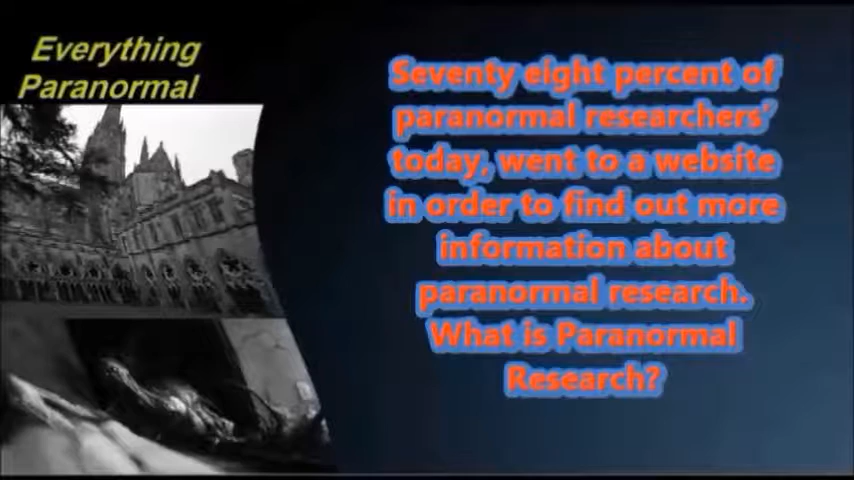 Everything
Paranormal
Seventy eight percent of
paranormal researchers'
today, went to a website
in order to find out more
information about
paranormal research.
What is Paranormal
Research?